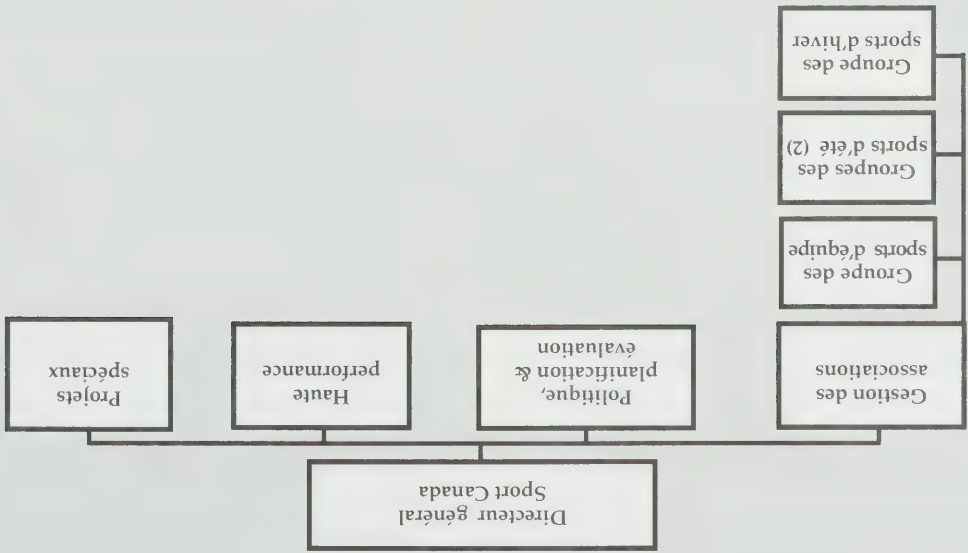 Directeur général
Sport Canada
Gestion des
associations
Politique,
planification &
évaluation
Haute
performance
Projets
spéciaux
Groupe des
sports d'équipe
Groupes des
sports d'été (2)
Groupe des
sports d'hiver